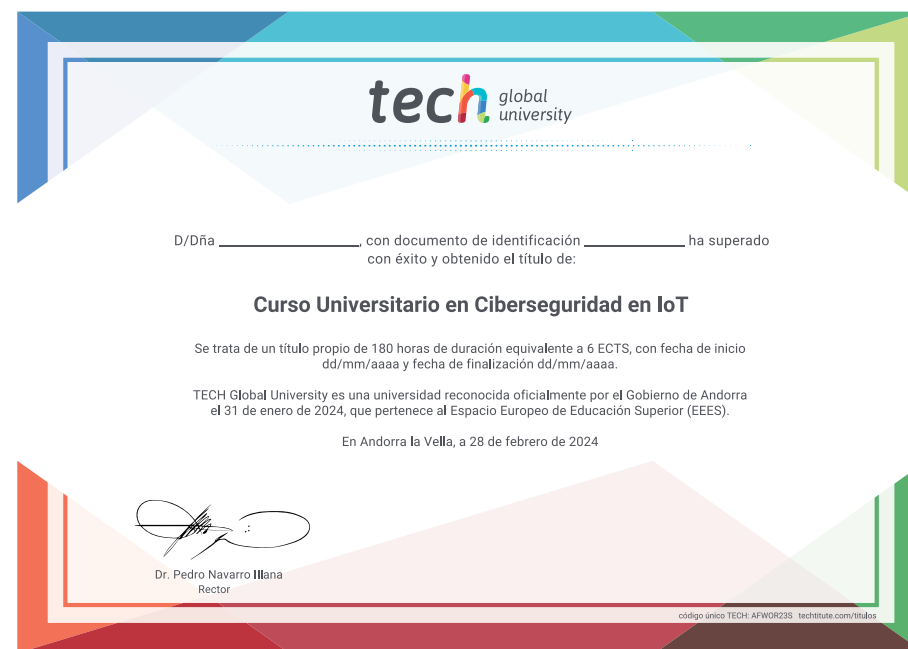 tech global university
D/Dña ____________________, con documento de identificación ______________ ha superado
con éxito y obtenido el título de:
Curso Universitario en Ciberseguridad en IoT
Se trata de un título propio de 180 horas de duración equivalente a 6 ECTS, con fecha de inicio
dd/mm/aaaa y fecha de finalización dd/mm/aaaa.
TECH Global University es una universidad reconocida oficialmente por el Gobierno de Andorra
el 31 de enero de 2024, que pertenece al Espacio Europeo de Educación Superior (EEES).
En Andorra la Vella, a 28 de febrero de 2024
Dr. Pedro Navarro Illana
Rector
código único TECH: AFWOR23S techtitute.com/titulos